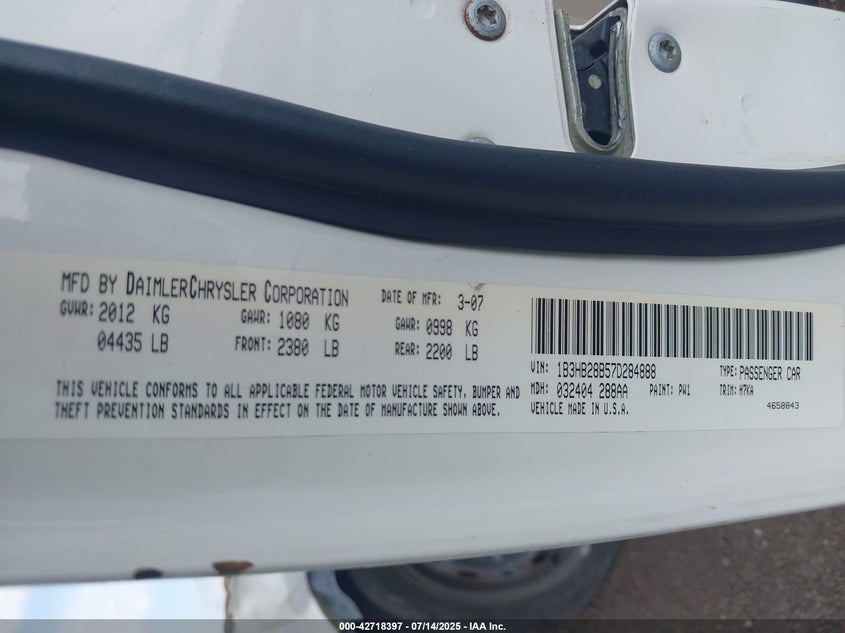 MFD BY DAIMLERCHRYSLER CORPORATION DATE OF MFR: 3-07
GVWR: 2012 KG GAWR: 1080 KG GAWR: 0998 KG
04435 LB FRONT: 2380 LB REAR: 2200 LB
THIS VEHICLE CONFORMS TO ALL APPLICABLE FEDERAL MOTOR VEHICLE SAFETY, BUMPER AND
THEFT PREVENTION STANDARDS IN EFFECT ON THE DATE OF MANUFACTURE SHOWN ABOVE.
VIN: 1B3HB28B57D284888 TYPE: PASSENGER CAR
MDH: 032404 288AA PAINT: PW1 TRIM: M7KA
VEHICLE MADE IN U.S.A. 4658843
000-42718397 - 07/14/2025 - IAA Inc.